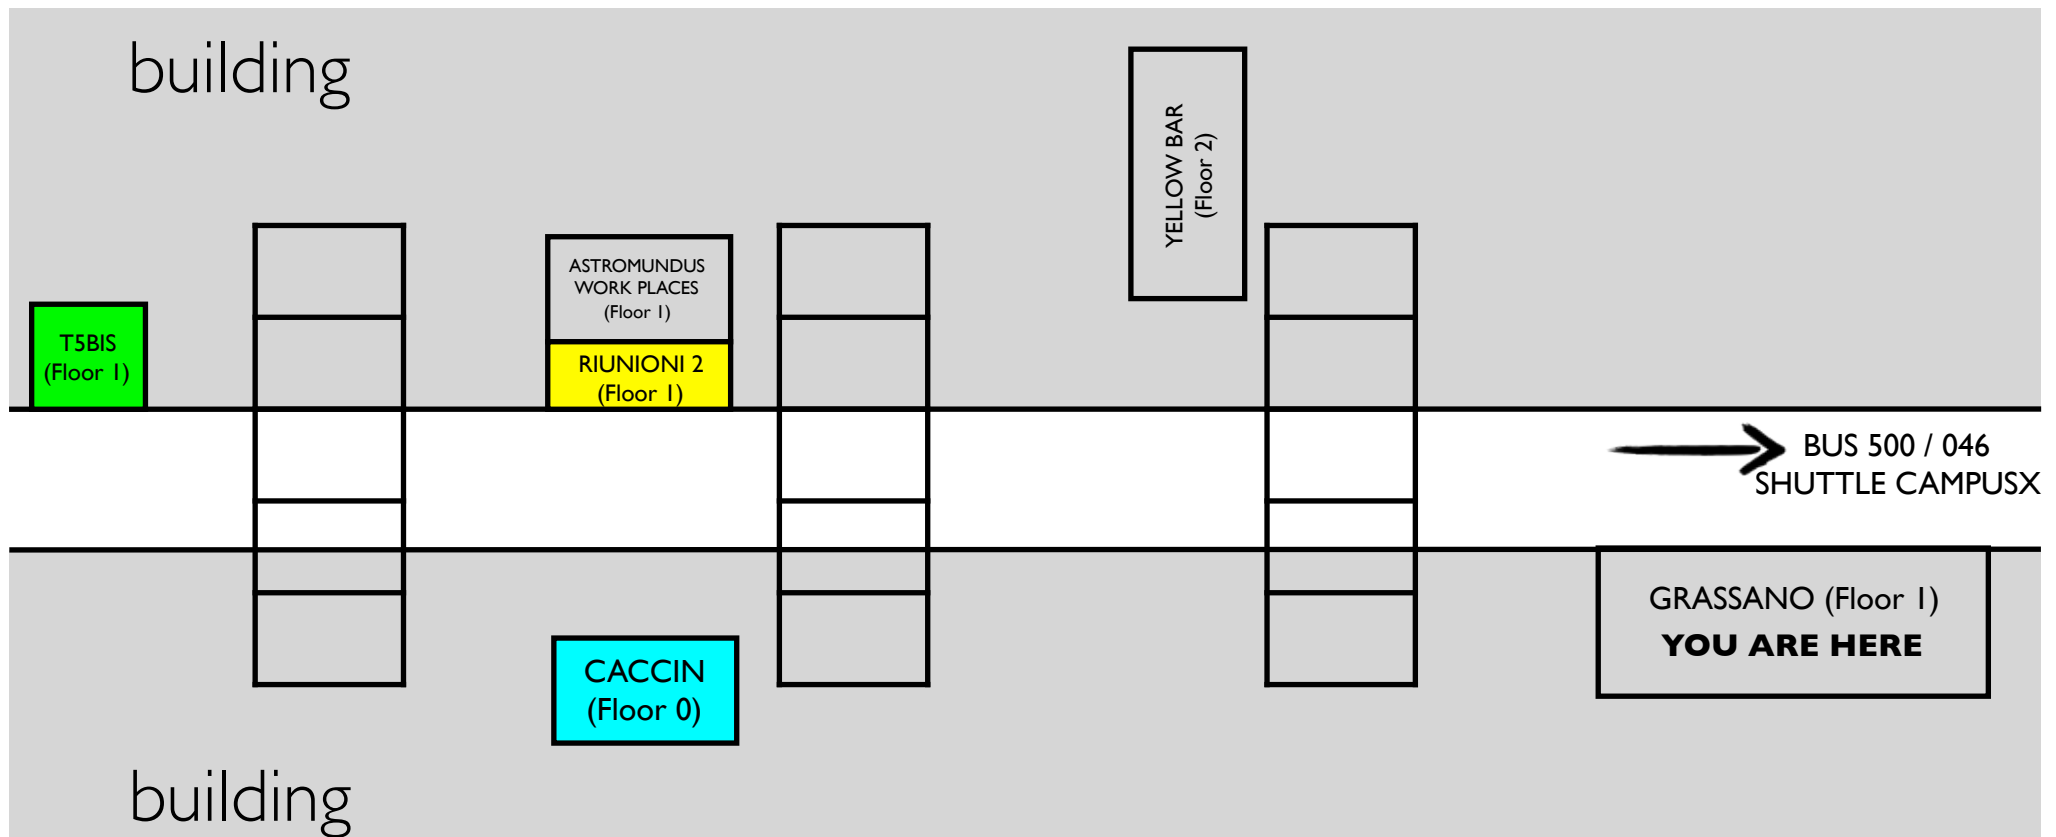 building
YELLOW BAR
(Floor 2)
ASTROMUNDUS
WORK PLACES
(Floor 1)
T5BIS
(Floor 1)
RIUNIONI 2
(Floor 1)
BUS 500 / 046
SHUTTLE CAMPUSX
GRASSANO (Floor 1)
YOU ARE HERE
CACCIN
(Floor 0)
building